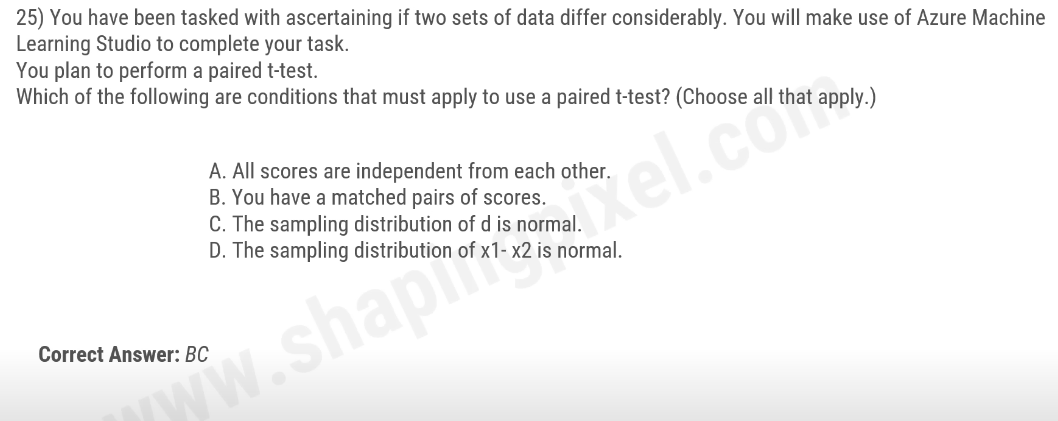 25) You have been tasked with ascertaining if two sets of data differ considerably. You will make use of Azure Machine
Learning Studio to complete your task.
You plan to perform a paired t-test.
Which of the following are conditions that must apply to use a paired t-test? (Choose all that apply.)
A. All scores are independent from each other.
B. You have a matched pairs of scores.
C. The sampling distribution of d is normal.
D. The sampling distribution of x1- x2 is normal.
Correct Answer: BC
www.shapingpixel.com